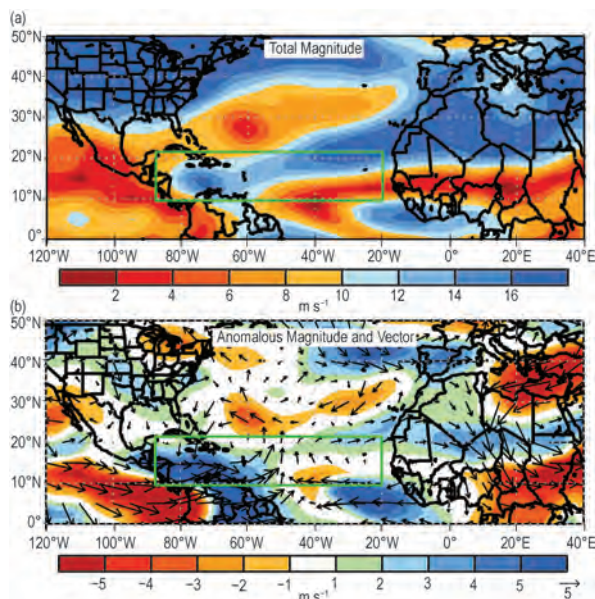 (a)
50°N
Total Magnitude
40°N
30°N
20°N
10°N
0°
120°W 100°W 80°W 60°W 40°W 20°W 0° 20°E 40°E
2 4 6 8 10 12 14 16
m s⁻¹
(b)
50°N
Anomalous Magnitude and Vector
40°N
30°N
20°N
10°N
0°
120°W 100°W 80°W 60°W 40°W 20°W 0° 20°E 40°E
−5 −4 −3 −2 −1 1 2 3 4 5
m s⁻¹ 5